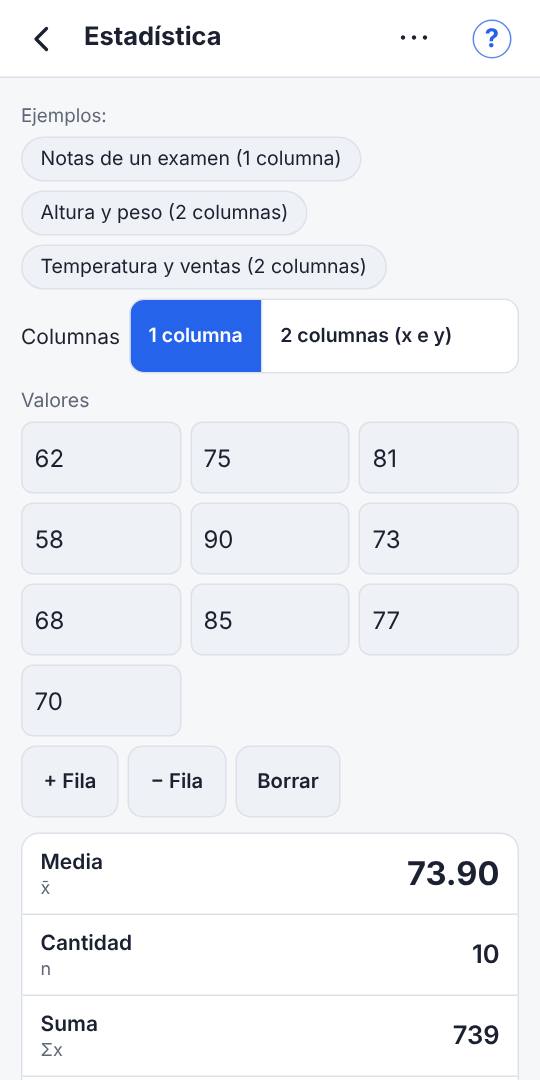 Estadística
?
Ejemplos:
Notas de un examen (1 columna)
Altura y peso (2 columnas)
Temperatura y ventas (2 columnas)
Columnas 1 columna 2 columnas (x e y)
Valores
62 75 81
58 90 73
68 85 77
70
+ Fila − Fila Borrar
Media 73.90
x̄
Cantidad 10
n
Suma 739
Σx